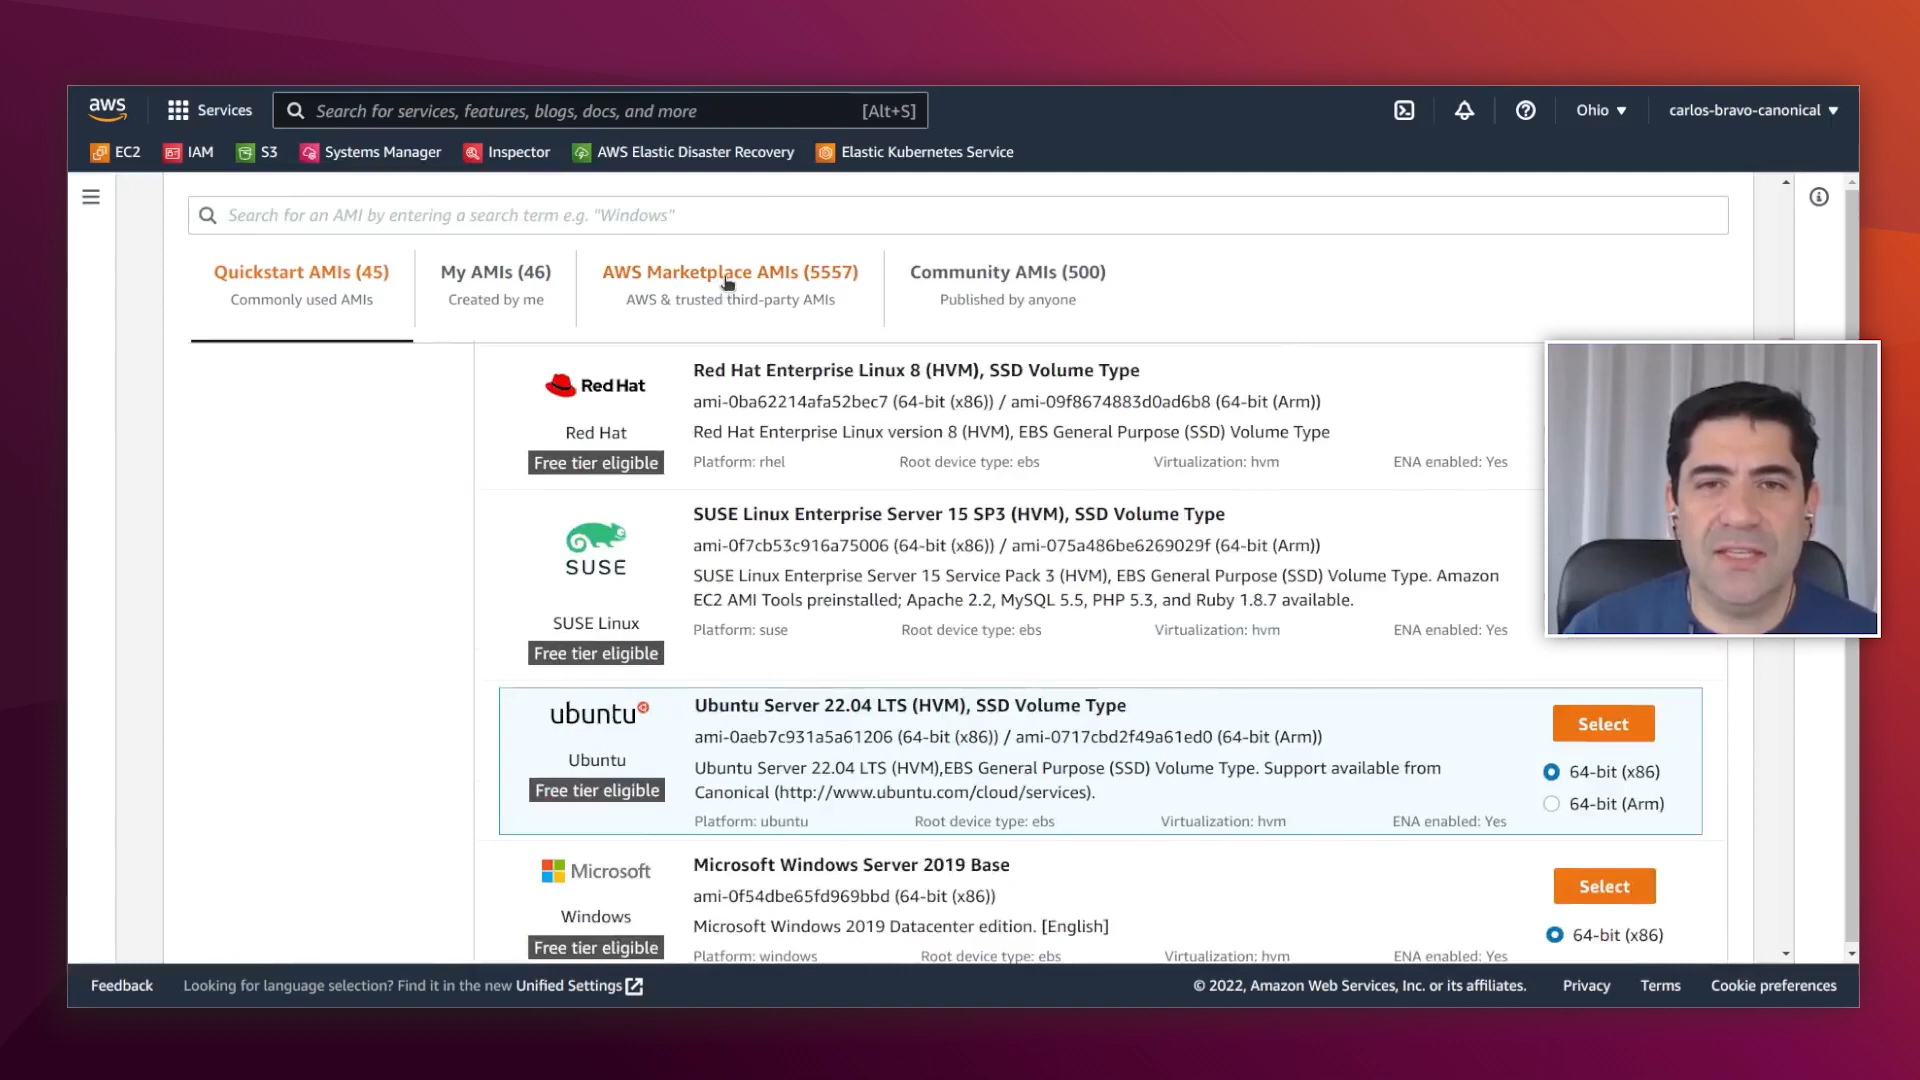 aws
Services
Search for services, features, blogs, docs, and more
[Alt+S]
Ohio
carlos-bravo-canonical
EC2
IAM
S3
Systems Manager
Inspector
AWS Elastic Disaster Recovery
Elastic Kubernetes Service
Search for an AMI by entering a search term e.g. "Windows"
Quickstart AMIs (45)
Commonly used AMIs
My AMIs (46)
Created by me
AWS Marketplace AMIs (5557)
AWS & trusted third-party AMIs
Community AMIs (500)
Published by anyone
Red Hat
Red Hat
Free tier eligible
Red Hat Enterprise Linux 8 (HVM), SSD Volume Type
ami-0ba62214afa52bec7 (64-bit (x86)) / ami-09f8674883d0ad6b8 (64-bit (Arm))
Red Hat Enterprise Linux version 8 (HVM), EBS General Purpose (SSD) Volume Type
Platform: rhel
Root device type: ebs
Virtualization: hvm
ENA enabled: Yes
SUSE
SUSE Linux
Free tier eligible
SUSE Linux Enterprise Server 15 SP3 (HVM), SSD Volume Type
ami-0f7cb53c916a75006 (64-bit (x86)) / ami-075a486be6269029f (64-bit (Arm))
SUSE Linux Enterprise Server 15 Service Pack 3 (HVM), EBS General Purpose (SSD) Volume Type. Amazon
EC2 AMI Tools preinstalled; Apache 2.2, MySQL 5.5, PHP 5.3, and Ruby 1.8.7 available.
Platform: suse
Root device type: ebs
Virtualization: hvm
ENA enabled: Yes
ubuntu
Ubuntu
Free tier eligible
Ubuntu Server 22.04 LTS (HVM), SSD Volume Type
ami-0aeb7c931a5a61206 (64-bit (x86)) / ami-0717cbd2f49a61ed0 (64-bit (Arm))
Ubuntu Server 22.04 LTS (HVM),EBS General Purpose (SSD) Volume Type. Support available from
Canonical (http://www.ubuntu.com/cloud/services).
Platform: ubuntu
Root device type: ebs
Virtualization: hvm
ENA enabled: Yes
Select
64-bit (x86)
64-bit (Arm)
Microsoft
Windows
Free tier eligible
Microsoft Windows Server 2019 Base
ami-0f54dbe65fd969bbd (64-bit (x86))
Microsoft Windows 2019 Datacenter edition. [English]
Platform: windows
Root device type: ebs
Virtualization: hvm
ENA enabled: Yes
Select
64-bit (x86)
Feedback
Looking for language selection? Find it in the new Unified Settings
© 2022, Amazon Web Services, Inc. or its affiliates.
Privacy
Terms
Cookie preferences